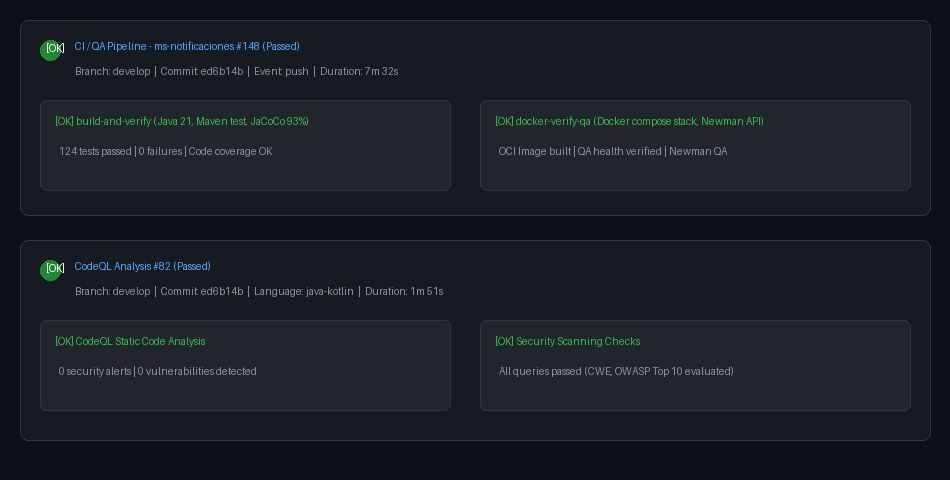 [OK] CI / QA Pipeline - ms-notificaciones #148 (Passed)
Branch: develop | Commit: ed6b14b | Event: push | Duration: 7m 32s
[OK] build-and-verify (Java 21, Maven test, JaCoCo 93%)
124 tests passed | 0 failures | Code coverage OK
[OK] docker-verify-qa (Docker compose stack, Newman API)
OCI Image built | QA health verified | Newman QA
[OK] CodeQL Analysis #82 (Passed)
Branch: develop | Commit: ed6b14b | Language: java-kotlin | Duration: 1m 51s
[OK] CodeQL Static Code Analysis
0 security alerts | 0 vulnerabilities detected
[OK] Security Scanning Checks
All queries passed (CWE, OWASP Top 10 evaluated)